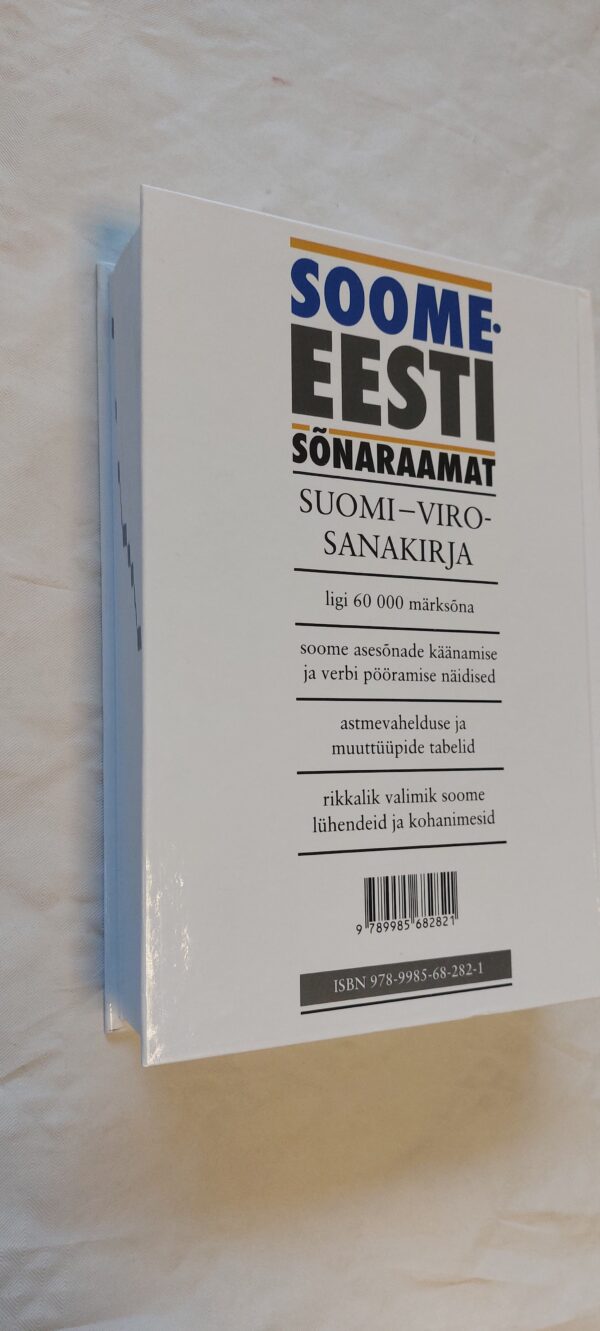 SOOME-
EESTI
SÕNARAAMAT
SUOMI–VIRO-
SANAKIRJA
ligi 60 000 märksõna
soome asesõnade käänamise
ja verbi pööramise näidised
astmevahelduse ja
muuttüüpide tabelid
rikkalik valimik soome
lühendeid ja kohanimesid
9 789985 682821
ISBN 978-9985-68-282-1